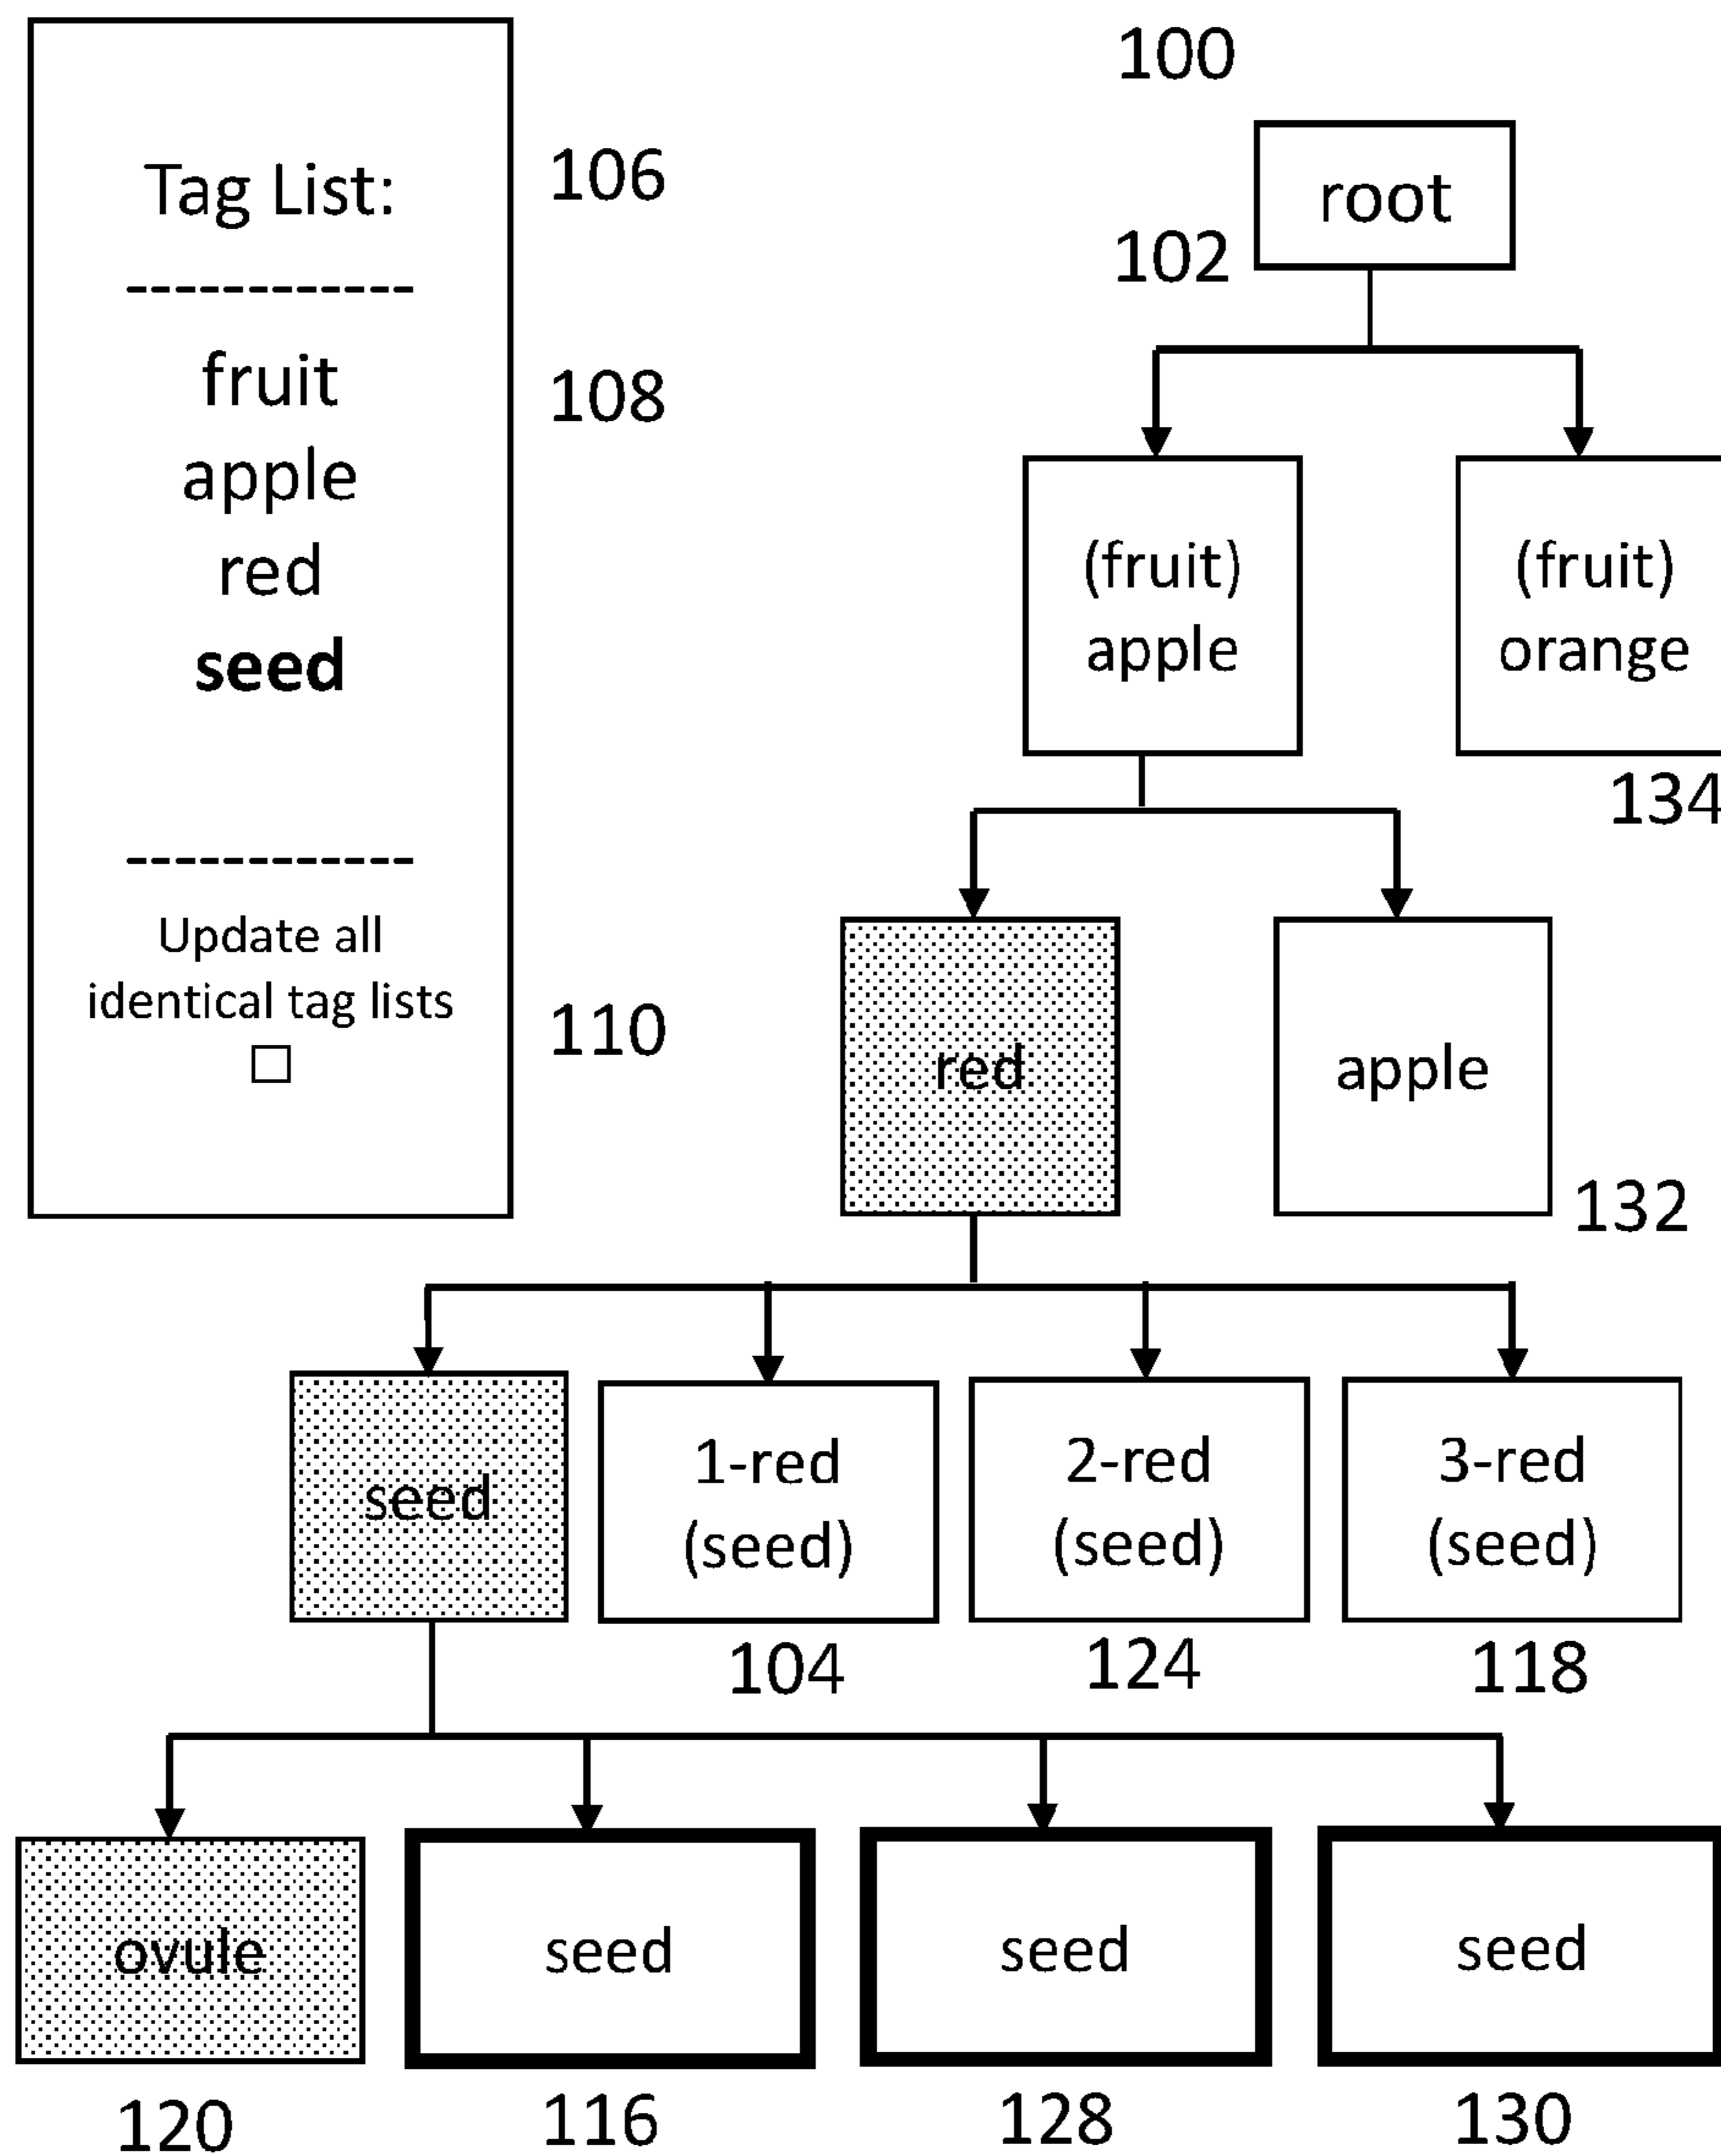 Tag List:
------------
fruit
apple
red
seed
------------
Update all
identical tag lists
106
108
110
100
root
102
(fruit)
apple
(fruit)
orange
134
red
apple
132
seed
1-red
(seed)
2-red
(seed)
3-red
(seed)
104
124
118
ovule
seed
seed
seed
120
116
128
130